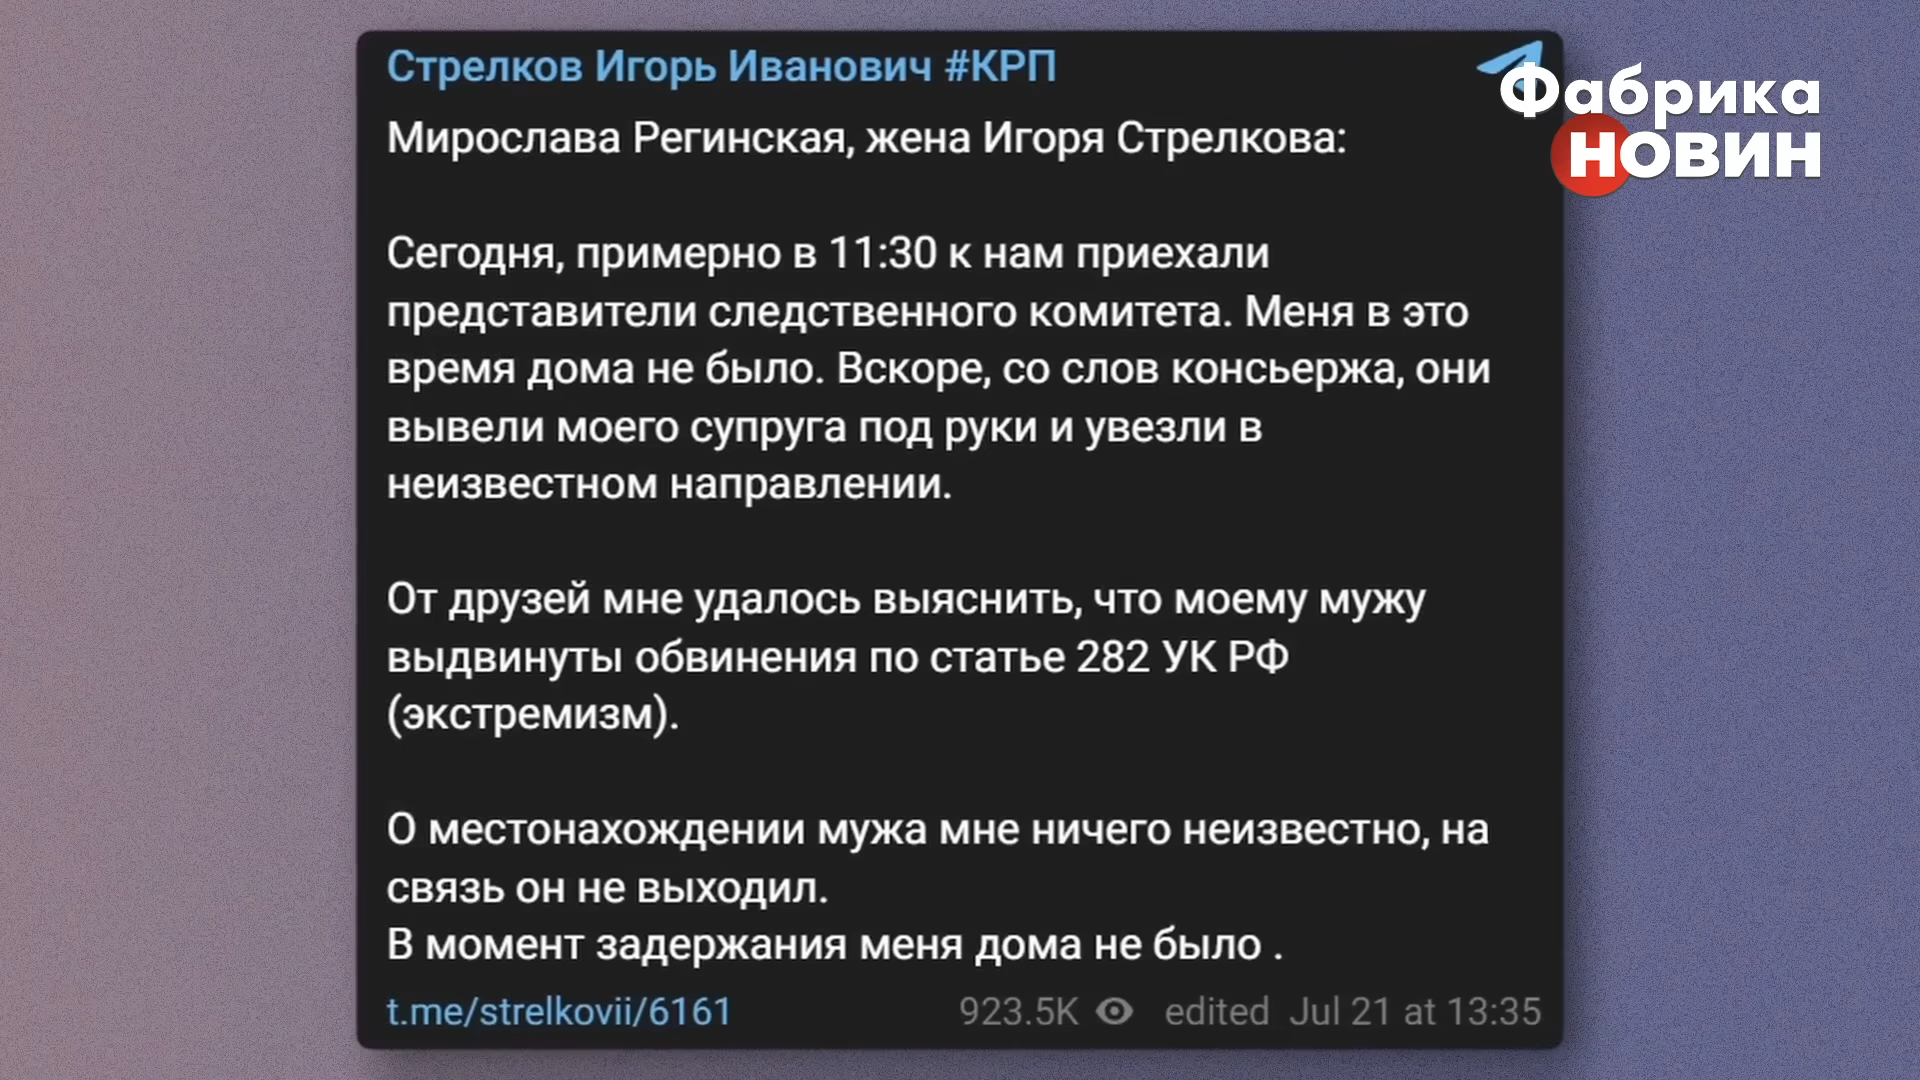 Стрелков Игорь Иванович #КРП
Фабрика
новин
Мирослава Регинская, жена Игоря Стрелкова:
Сегодня, примерно в 11:30 к нам приехали
представители следственного комитета. Меня в это
время дома не было. Вскоре, со слов консьержа, они
вывели моего супруга под руки и увезли в
неизвестном направлении.
От друзей мне удалось выяснить, что моему мужу
выдвинуты обвинения по статье 282 УК РФ
(экстремизм).
О местонахождении мужа мне ничего неизвестно, на
связь он не выходил.
В момент задержания меня дома не было .
t.me/strelkovii/6161 923.5K edited Jul 21 at 13:35